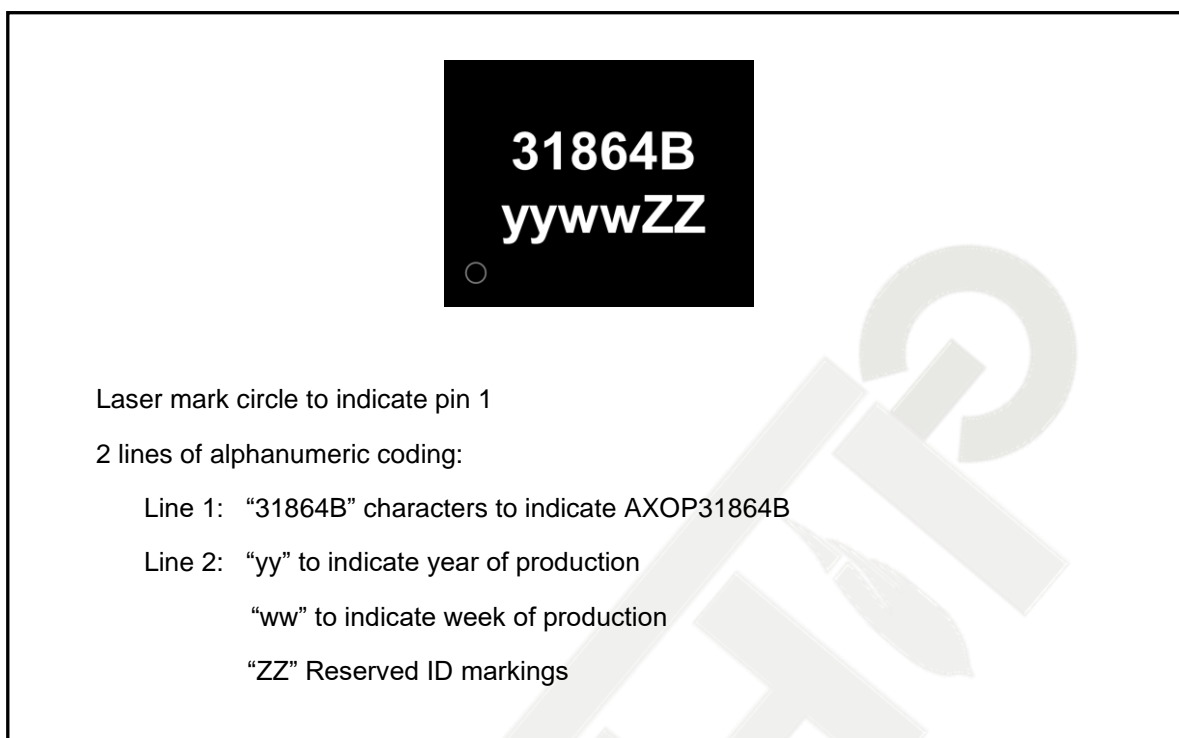 31864B
yywwZZ
Laser mark circle to indicate pin 1
2 lines of alphanumeric coding:
Line 1: “31864B” characters to indicate AXOP31864B
Line 2: “yy” to indicate year of production
“ww” to indicate week of production
“ZZ” Reserved ID markings